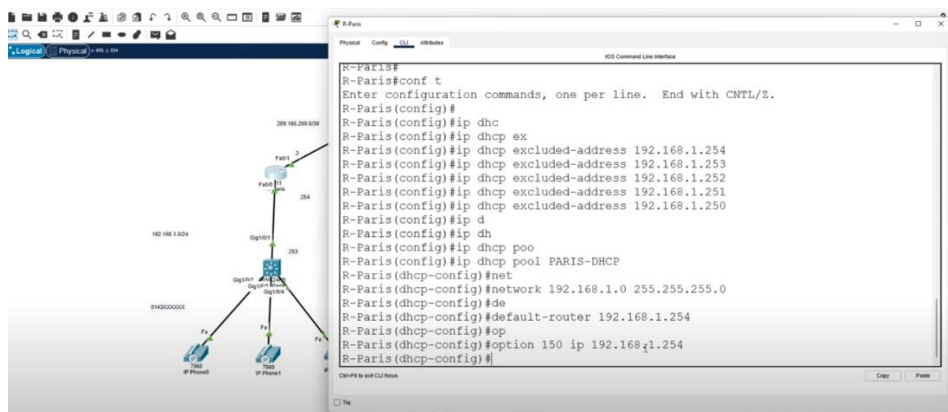 Logical
Physical
209.165.200.0/30
Fa0/1
.2
Fa0/0
.254
192.168.1.0/24
Gig1/0/1
.253
Fa
Fa
Fa
7960
IP Phone0
7960
IP Phone1
R-Paris
Physical Config CLI Attributes
IOS Command Line Interface
R-Paris#
R-Paris#conf t
Enter configuration commands, one per line. End with CNTL/Z.
R-Paris(config)#
R-Paris(config)#ip dhc
R-Paris(config)#ip dhcp ex
R-Paris(config)#ip dhcp excluded-address 192.168.1.254
R-Paris(config)#ip dhcp excluded-address 192.168.1.253
R-Paris(config)#ip dhcp excluded-address 192.168.1.252
R-Paris(config)#ip dhcp excluded-address 192.168.1.251
R-Paris(config)#ip dhcp excluded-address 192.168.1.250
R-Paris(config)#ip d
R-Paris(config)#ip dh
R-Paris(config)#ip dhcp poo
R-Paris(config)#ip dhcp pool PARIS-DHCP
R-Paris(dhcp-config)#net
R-Paris(dhcp-config)#network 192.168.1.0 255.255.255.0
R-Paris(dhcp-config)#de
R-Paris(dhcp-config)#default-router 192.168.1.254
R-Paris(dhcp-config)#op
R-Paris(dhcp-config)#option 150 ip 192.168.1.254
R-Paris(dhcp-config)#
Ctrl+F6 to exit CLI focus
Copy Paste
Top